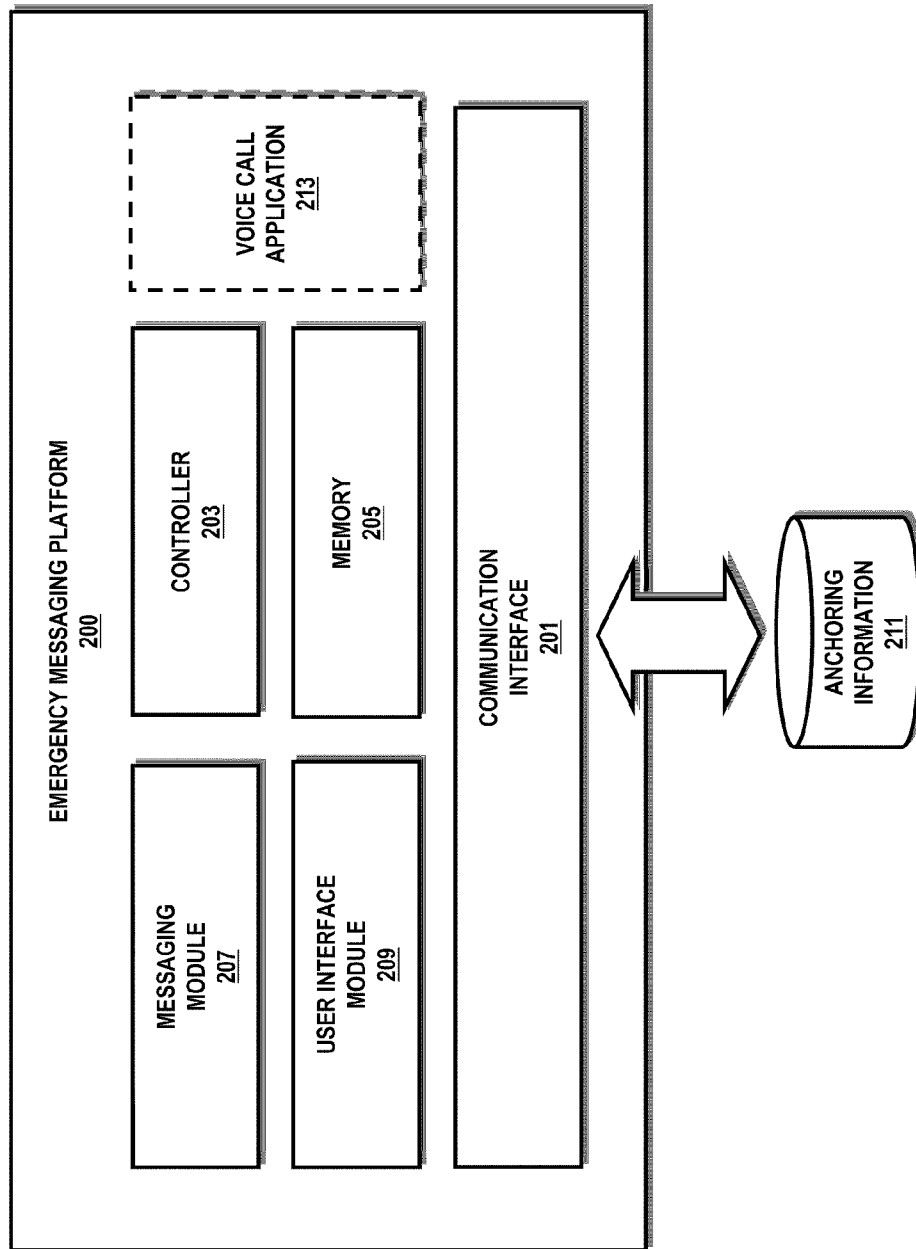 EMERGENCY MESSAGING PLATFORM
200
MESSAGING
MODULE
207
CONTROLLER
203
VOICE CALL
APPLICATION
213
USER INTERFACE
MODULE
209
MEMORY
205
COMMUNICATION
INTERFACE
201
ANCHORING
INFORMATION
211